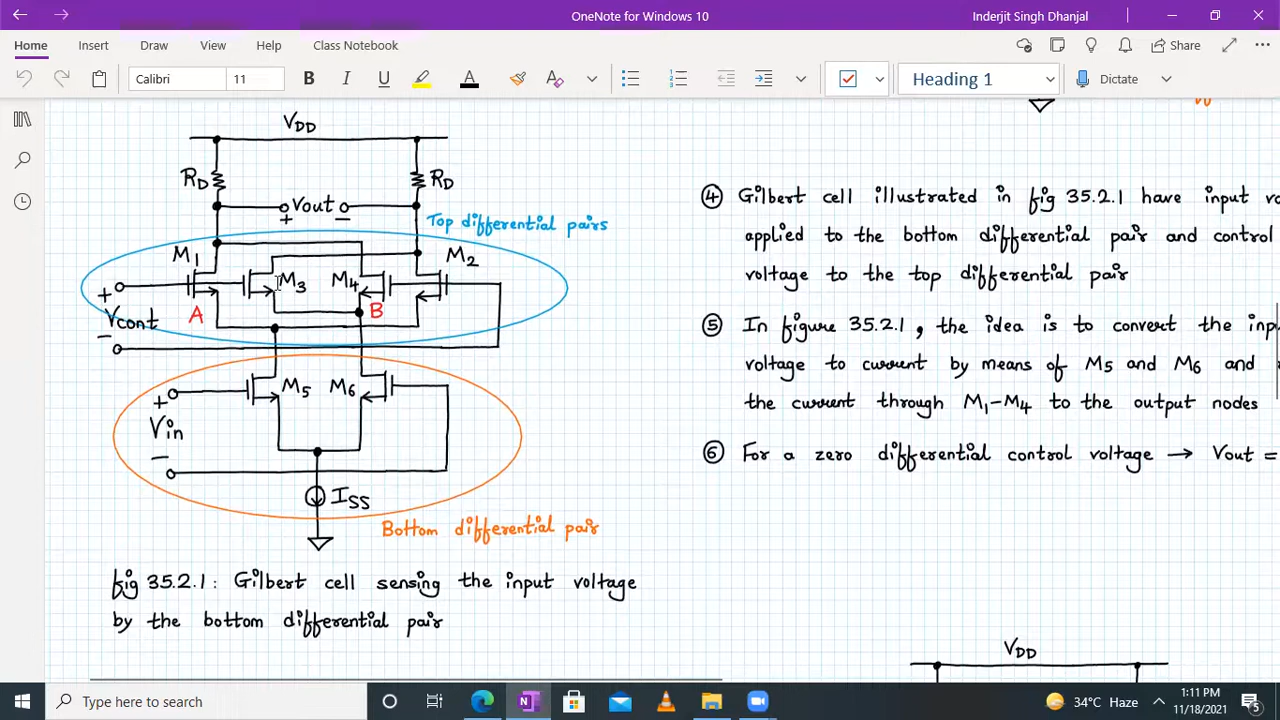 OneNote for Windows 10
Inderjit Singh Dhanjal
Home Insert Draw View Help Class Notebook
Share
Calibri 11 B I U A Heading 1 Dictate
VDD
RD RD
Vout
+ −
Top differential pairs
M1 M2
M3 M4
+
A B
Vcont
−
M5 M6
+
Vin
−
ISS
Bottom differential pair
fig 35.2.1: Gilbert cell sensing the input voltage
by the bottom differential pair
④ Gilbert cell illustrated in fig 35.2.1 have input vo
applied to the bottom differential pair and control
voltage to the top differential pair
⑤ In figure 35.2.1, the idea is to convert the inp
voltage to current by means of M5 and M6 and
the current through M1-M4 to the output nodes
⑥ For a zero differential control voltage → Vout =
VDD
Type here to search
34°C Haze
1:11 PM
11/18/2021
5